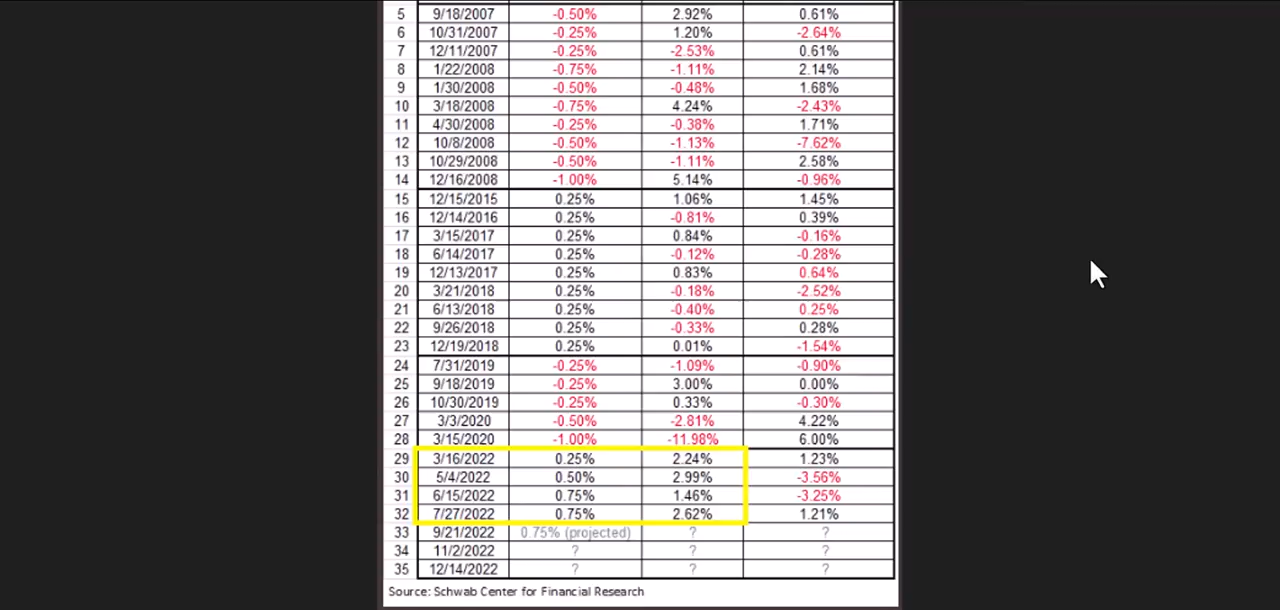 5 9/18/2007 -0.50% 2.92% 0.61%
6 10/31/2007 -0.25% 1.20% -2.64%
7 12/11/2007 -0.25% -2.53% 0.61%
8 1/22/2008 -0.75% -1.11% 2.14%
9 1/30/2008 -0.50% -0.48% 1.68%
10 3/18/2008 -0.75% 4.24% -2.43%
11 4/30/2008 -0.25% -0.38% 1.71%
12 10/8/2008 -0.50% -1.13% -7.62%
13 10/29/2008 -0.50% -1.11% 2.58%
14 12/16/2008 -1.00% 5.14% -0.96%
15 12/15/2015 0.25% 1.06% 1.45%
16 12/14/2016 0.25% -0.81% 0.39%
17 3/15/2017 0.25% 0.84% -0.16%
18 6/14/2017 0.25% -0.12% -0.28%
19 12/13/2017 0.25% 0.83% 0.64%
20 3/21/2018 0.25% -0.18% -2.52%
21 6/13/2018 0.25% -0.40% 0.25%
22 9/26/2018 0.25% -0.33% 0.28%
23 12/19/2018 0.25% 0.01% -1.54%
24 7/31/2019 -0.25% -1.09% -0.90%
25 9/18/2019 -0.25% 3.00% 0.00%
26 10/30/2019 -0.25% 0.33% -0.30%
27 3/3/2020 -0.50% -2.81% 4.22%
28 3/15/2020 -1.00% -11.98% 6.00%
29 3/16/2022 0.25% 2.24% 1.23%
30 5/4/2022 0.50% 2.99% -3.56%
31 6/15/2022 0.75% 1.46% -3.25%
32 7/27/2022 0.75% 2.62% 1.21%
33 9/21/2022 0.75% (projected) ? ?
34 11/2/2022 ? ? ?
35 12/14/2022 ? ? ?
Source: Schwab Center for Financial Research